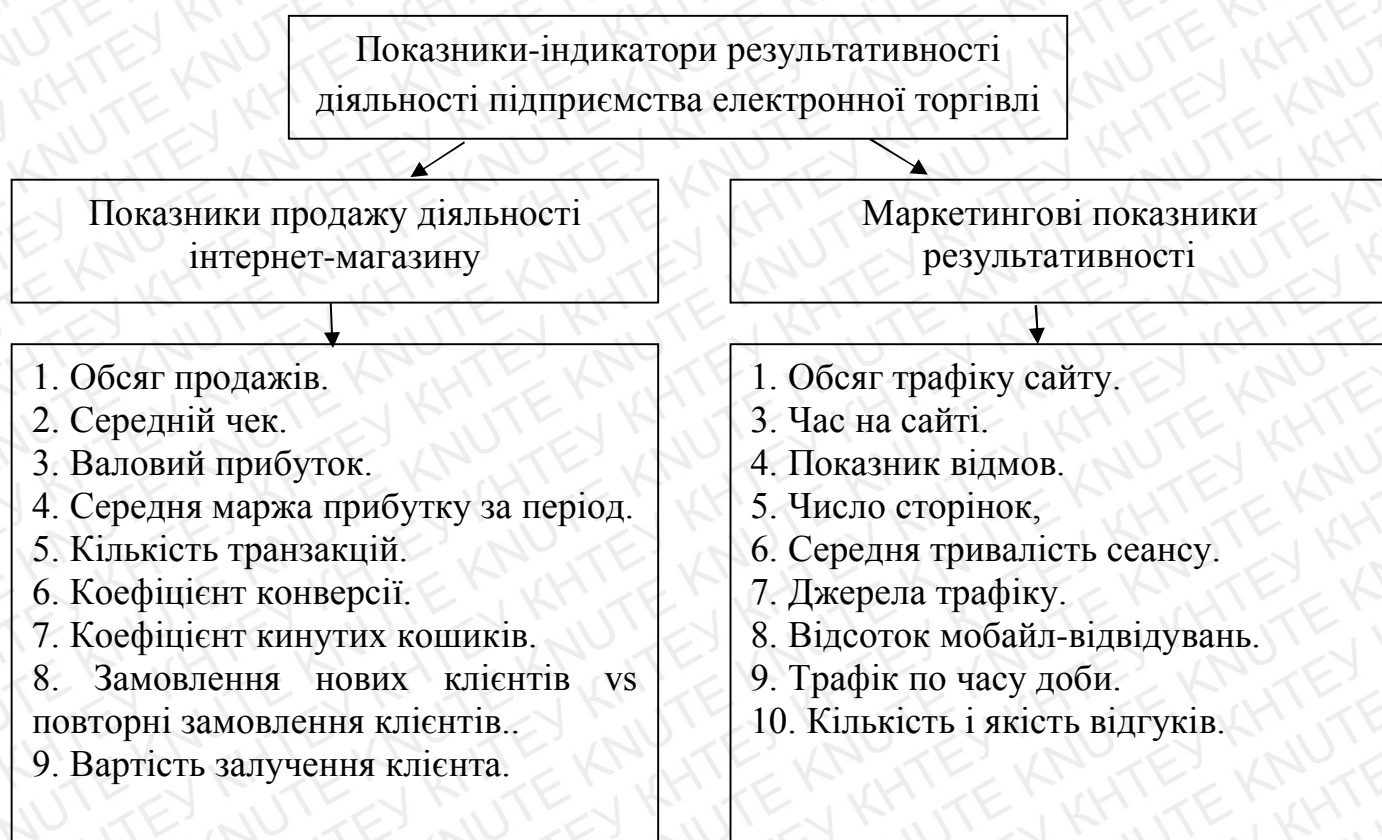 Показники-індикатори результативності
діяльності підприємства електронної торгівлі
Показники продажу діяльності
інтернет-магазину
Маркетингові показники
результативності
1. Обсяг продажів.
2. Середній чек.
3. Валовий прибуток.
4. Середня маржа прибутку за період.
5. Кількість транзакцій.
6. Коефіцієнт конверсії.
7. Коефіцієнт кинутих кошиків.
8. Замовлення нових клієнтів vs
повторні замовлення клієнтів..
9. Вартість залучення клієнта.
1. Обсяг трафіку сайту.
3. Час на сайті.
4. Показник відмов.
5. Число сторінок,
6. Середня тривалість сеансу.
7. Джерела трафіку.
8. Відсоток мобайл-відвідувань.
9. Трафік по часу доби.
10. Кількість і якість відгуків.